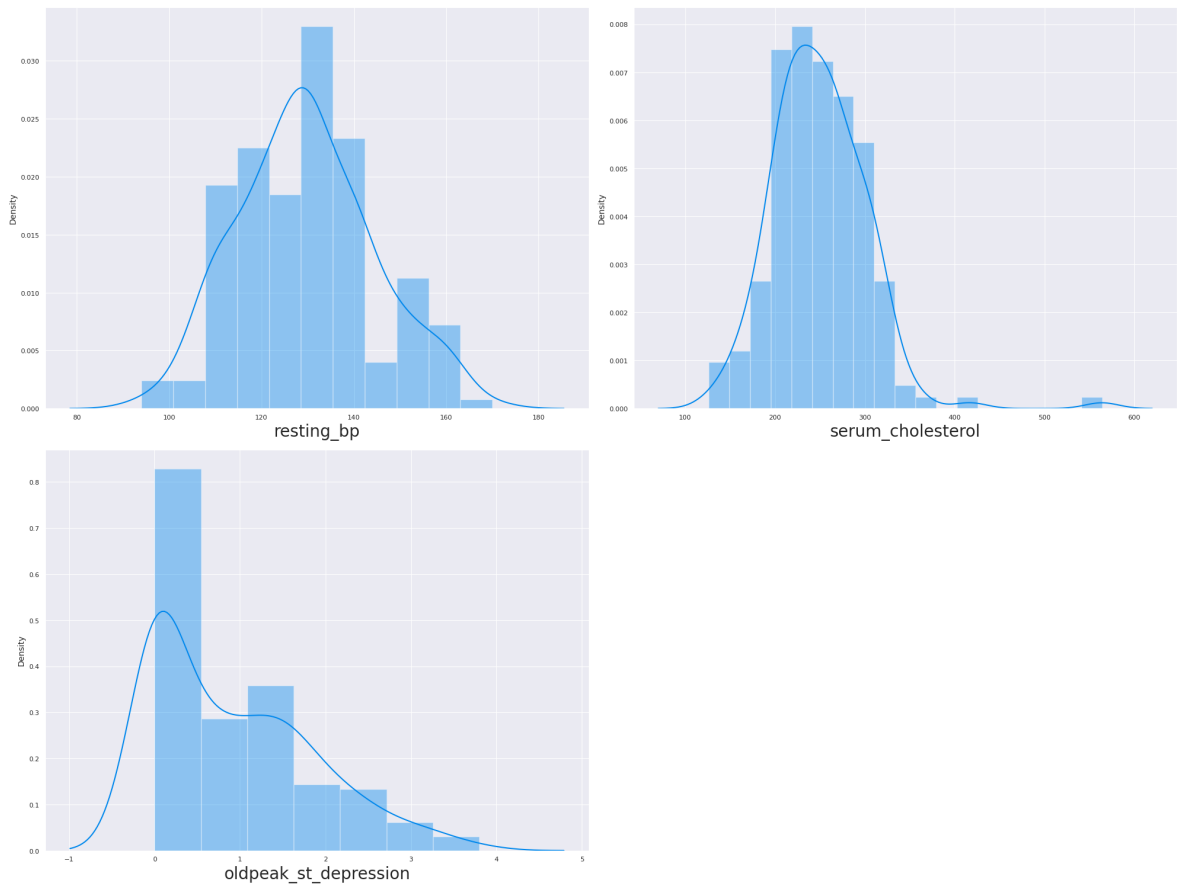 0.030
0.025
0.020
0.015
0.010
0.005
0.000
Density
80 100 120 140 160 180
resting_bp
0.008
0.007
0.006
0.005
0.004
0.003
0.002
0.001
0.000
Density
100 200 300 400 500 600
serum_cholesterol
0.8
0.7
0.6
0.5
0.4
0.3
0.2
0.1
0.0
Density
−1 0 1 2 3 4 5
oldpeak_st_depression